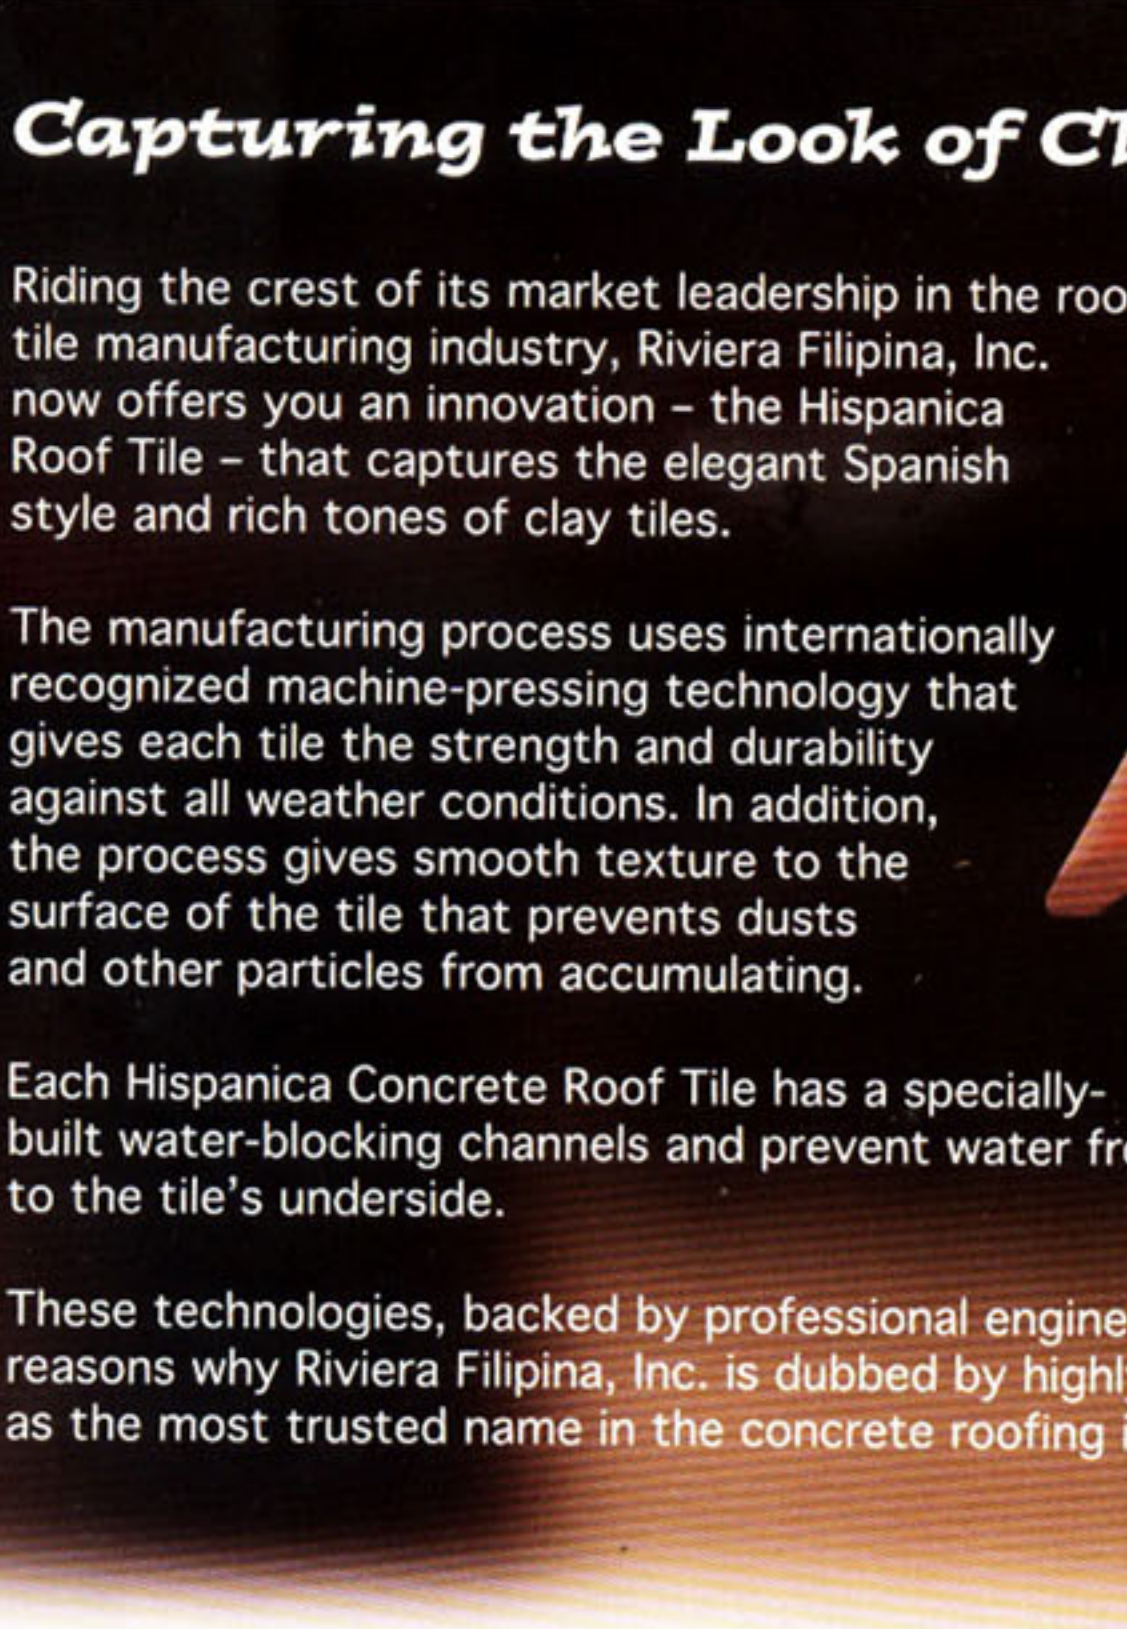 Capturing the Look of Cl
Riding the crest of its market leadership in the roo
tile manufacturing industry, Riviera Filipina, Inc.
now offers you an innovation – the Hispanica
Roof Tile – that captures the elegant Spanish
style and rich tones of clay tiles.
The manufacturing process uses internationally
recognized machine-pressing technology that
gives each tile the strength and durability
against all weather conditions. In addition,
the process gives smooth texture to the
surface of the tile that prevents dusts
and other particles from accumulating.
Each Hispanica Concrete Roof Tile has a specially-
built water-blocking channels and prevent water fro
to the tile's underside.
These technologies, backed by professional engine
reasons why Riviera Filipina, Inc. is dubbed by highl
as the most trusted name in the concrete roofing i